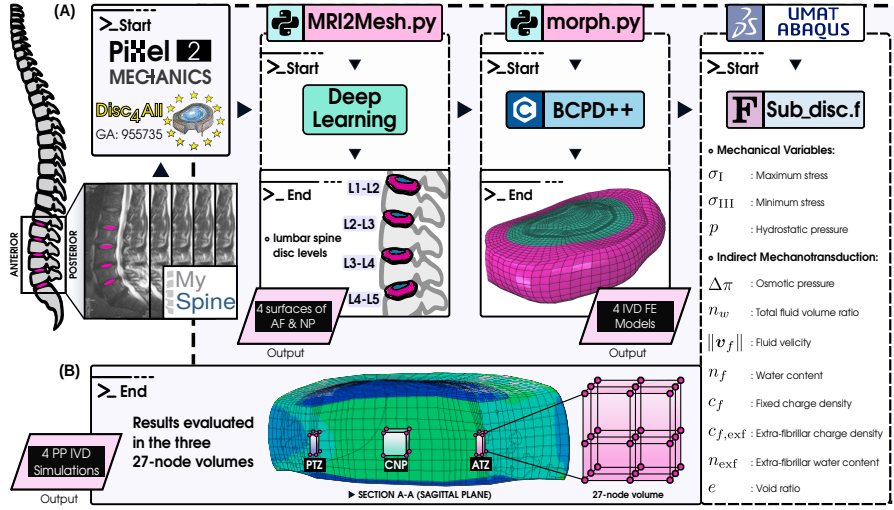 (A)
Start
PiXel 2
MECHANICS
Disc4All
GA: 955735
ANTERIOR
POSTERIOR
My
Spine
MRI2Mesh.py
Start
Deep
Learning
End
lumbar spine
disc levels
L1-L2
L2-L3
L3-L4
L4-L5
4 surfaces of
AF & NP
Output
morph.py
Start
C BCPD++
End
4 IVD FE
Models
Output
UMAT
ABAQUS
Start
F Sub_disc.f
Mechanical Variables:
σI : Maximum stress
σIII : Minimum stress
p : Hydrostatic pressure
Indirect Mechanotransduction:
Δπ : Osmotic pressure
nw : Total fluid volume ratio
‖vf‖ : Fluid velicity
nf : Water content
cf : Fixed charge density
cf,exf : Extra-fibrillar charge density
nexf : Extra-fibrillar water content
e : Void ratio
(B)
End
Results evaluated
in the three
27-node volumes
4 PP IVD
Simulations
Output
PTZ
CNP
ATZ
SECTION A-A (SAGITTAL PLANE)
27-node volume